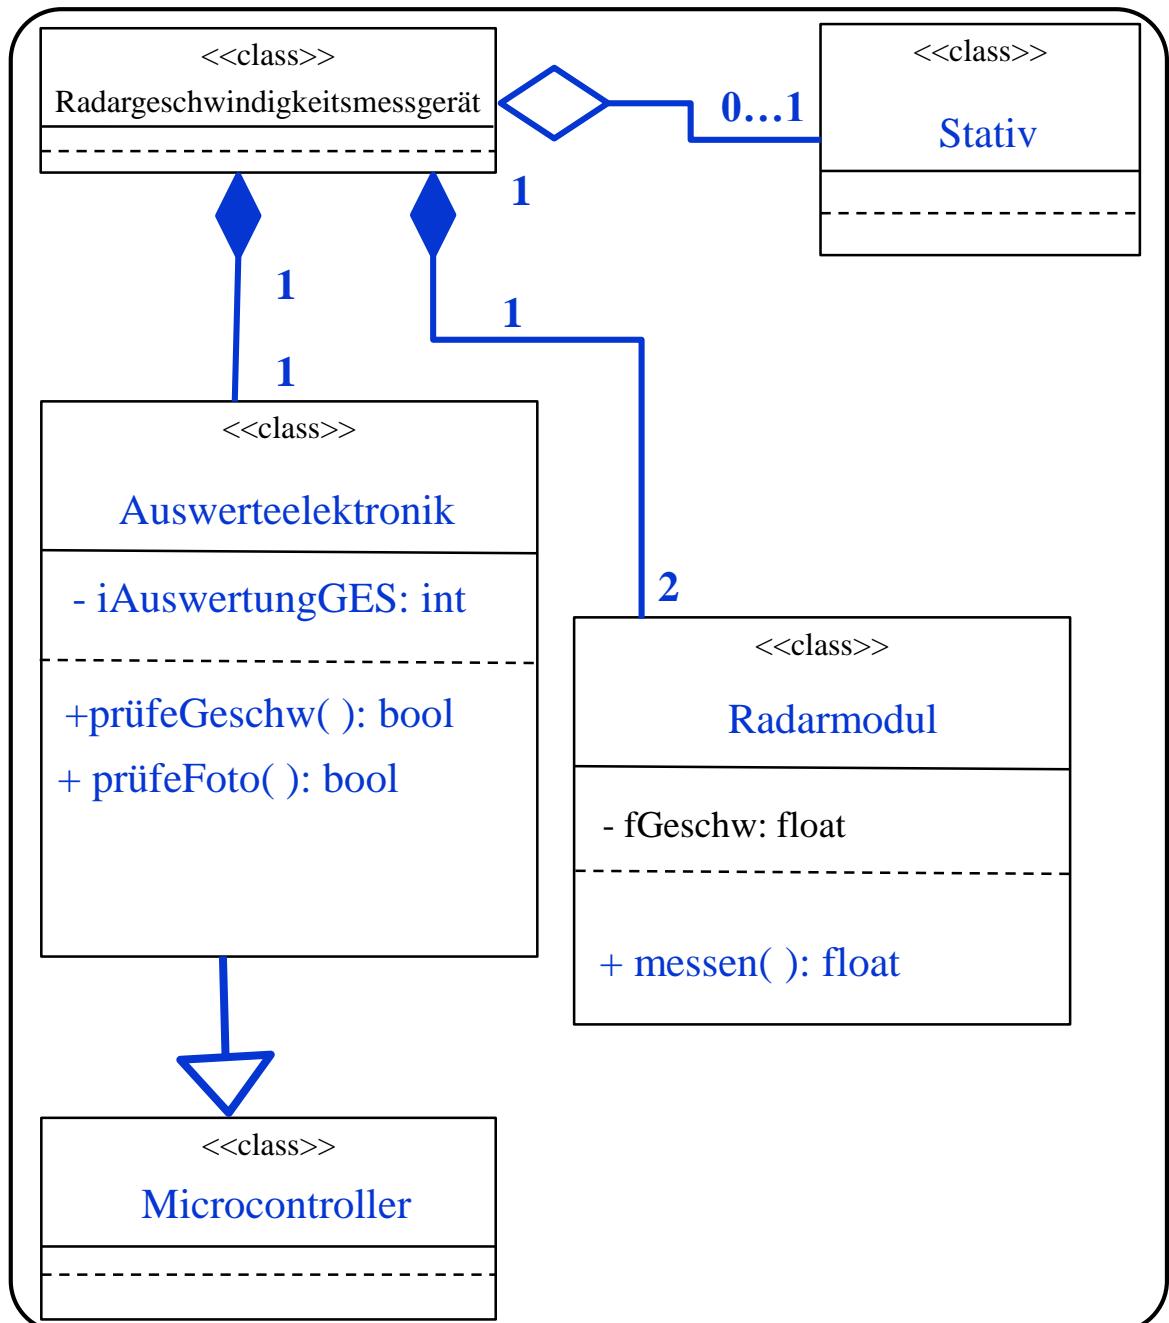 <<class>>
Radargeschwindigkeitsmessgerät
<<class>>
Stativ
0...1
1
1
1
1
<<class>>
Auswerteelektronik
- iAuswertungGES: int
+prüfeGeschw( ): bool
+ prüfeFoto( ): bool
2
<<class>>
Radarmodul
- fGeschw: float
+ messen( ): float
<<class>>
Microcontroller